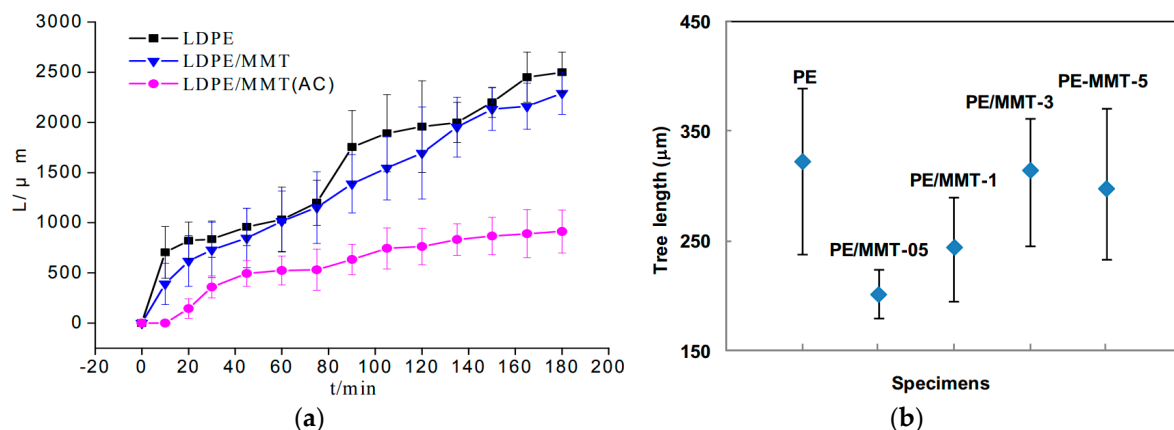 3000
2500
2000
1500
1000
500
0
L/μ m
LDPE
LDPE/MMT
LDPE/MMT(AC)
-20 0 20 40 60 80 100 120 140 160 180 200
t/min
(a)
450
350
250
150
Tree length (μm)
PE
PE/MMT-05
PE/MMT-1
PE/MMT-3
PE-MMT-5
Specimens
(b)